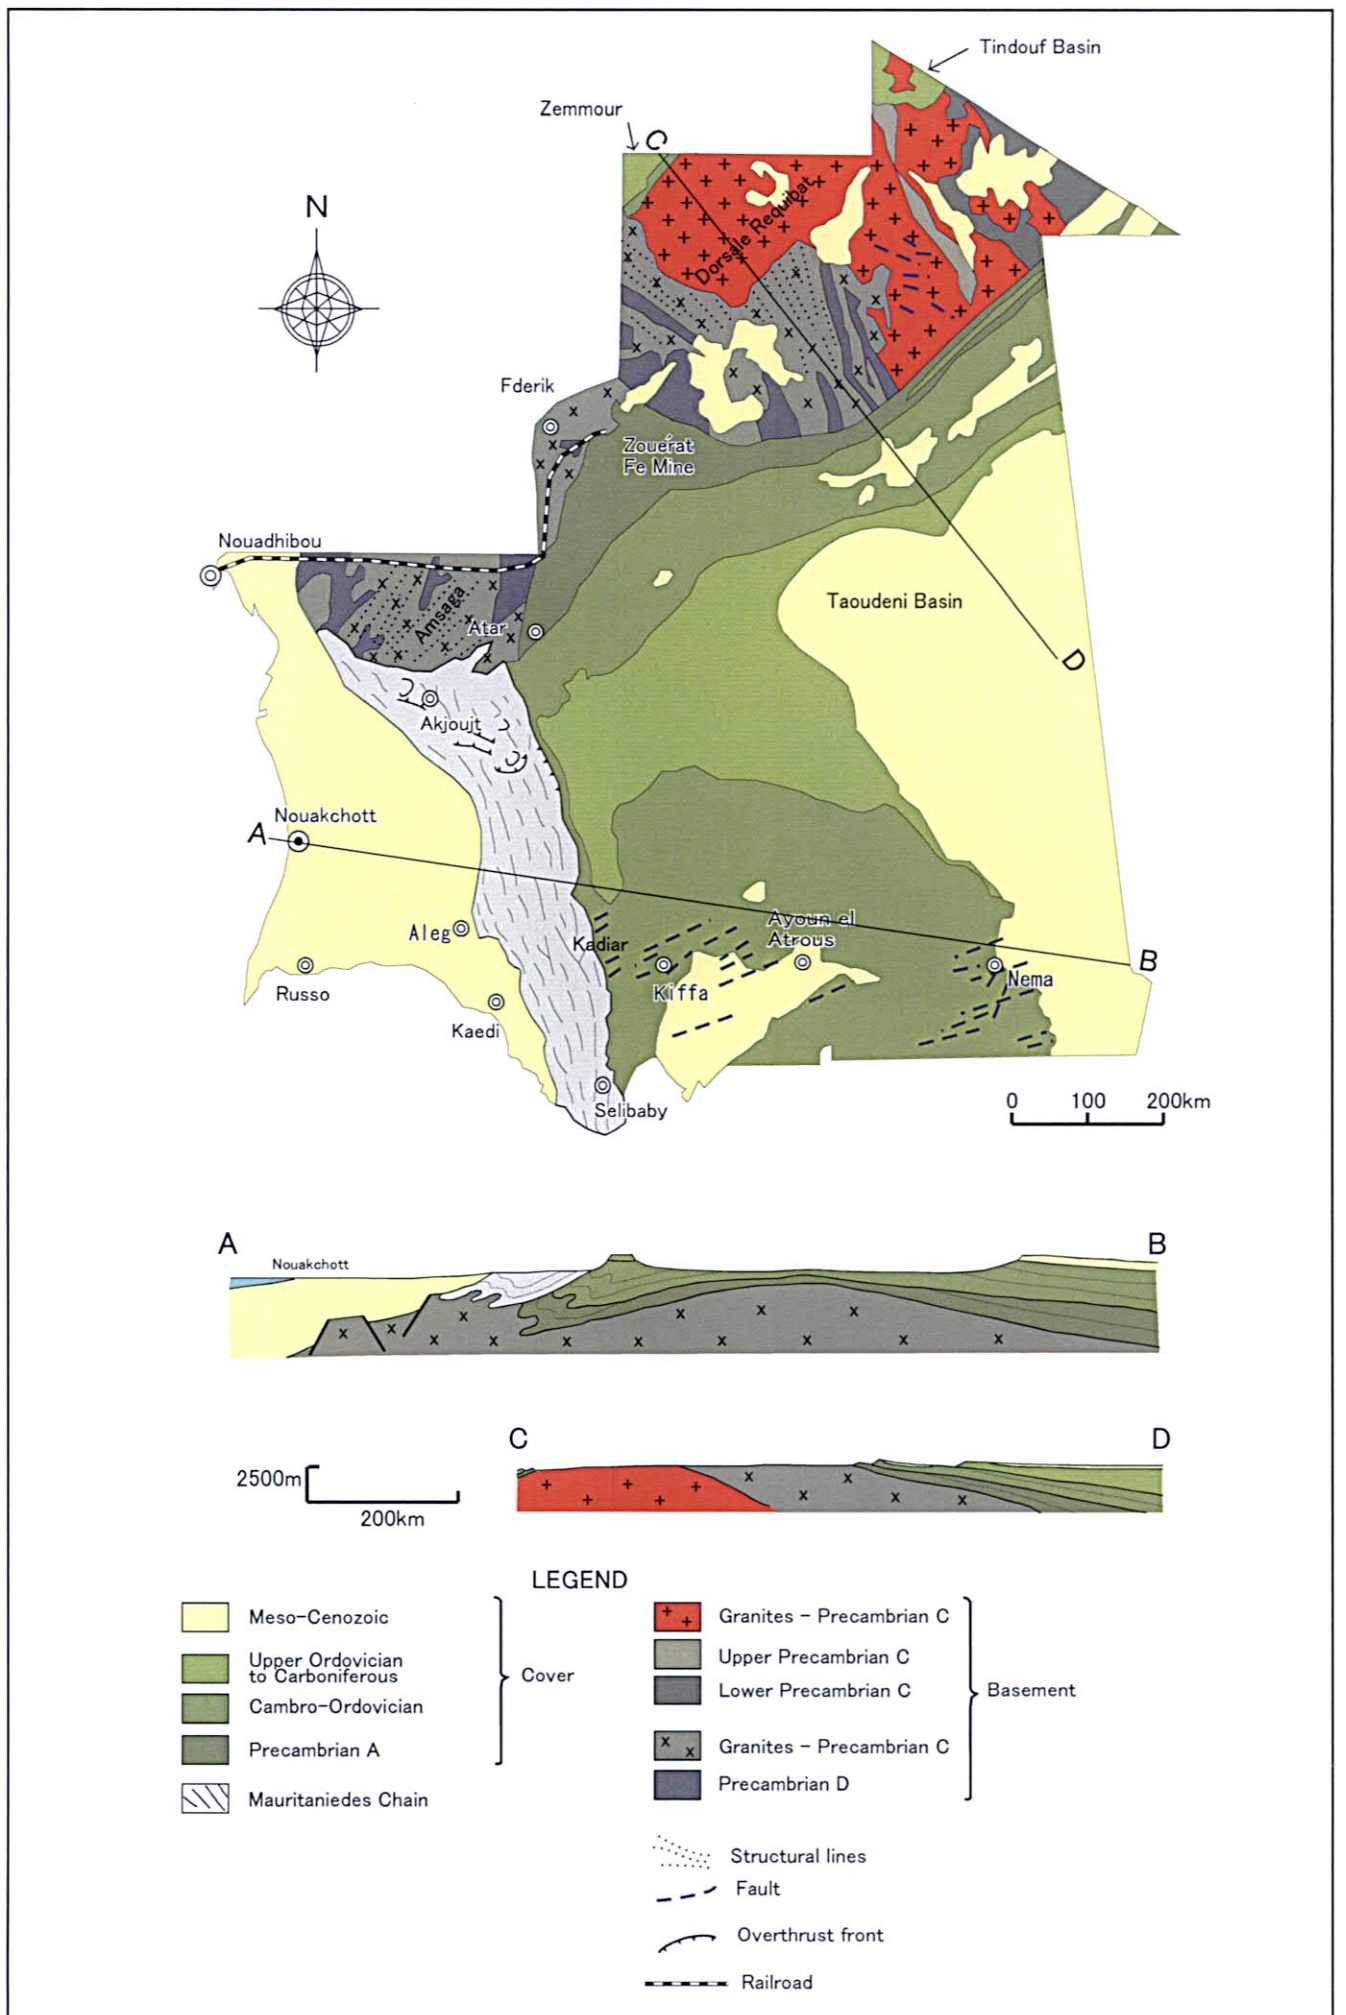 Tindouf Basin
Zemmour
C
N
Dorsale Requibat
Fderik
Zouérat
Fe Mine
Nouadhibou
Taoudeni Basin
Amsaga
Atar
D
Akjoujt
Nouakchott
A
Ayoun el
Atrous
Aleg
Kadiar
B
Nema
Russo
Kiffa
Kaedi
0 100 200km
Selibaby
A
B
Nouakchott
C
D
2500m
200km
LEGEND
Meso-Cenozoic
Upper Ordovician
to Carboniferous
Cambro-Ordovician
Precambrian A
Cover
Mauritaniedes Chain
Granites - Precambrian C
Upper Precambrian C
Lower Precambrian C
Granites - Precambrian C
Precambrian D
Basement
Structural lines
Fault
Overthrust front
Railroad